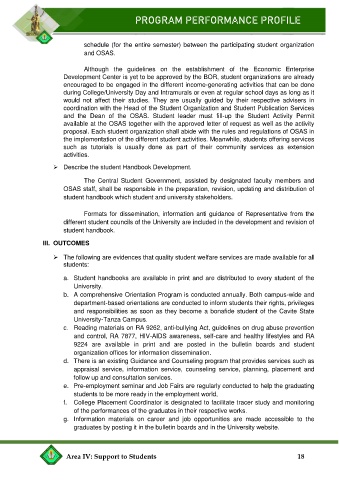 PROGRAM PERFORMANCE PROFILE
schedule (for the entire semester) between the participating student organization
and OSAS.
Although the guidelines on the establishment of the Economic Enterprise
Development Center is yet to be approved by the BOR, student organizations are already
encouraged to be engaged in the different income-generating activities that can be done
during College/University Day and Intramurals or even at regular school days as long as it
would not affect their studies. They are usually guided by their respective advisers in
coordination with the Head of the Student Organization and Student Publication Services
and the Dean of the OSAS. Student leader must fill-up the Student Activity Permit
available at the OSAS together with the approved letter of request as well as the activity
proposal. Each student organization shall abide with the rules and regulations of OSAS in
the implementation of the different student activities. Meanwhile, students offering services
such as tutorials is usually done as part of their community services as extension
activities.
➢ Describe the student Handbook Development.
The Central Student Government, assisted by designated faculty members and
OSAS staff, shall be responsible in the preparation, revision, updating and distribution of
student handbook which student and university stakeholders.
Formats for dissemination, information anti guidance of Representative from the
different student councils of the University are included in the development and revision of
student handbook.
III. OUTCOMES
➢ The following are evidences that quality student welfare services are made available for all
students:
a. Student handbooks are available in print and are distributed to every student of the
University.
b. A comprehensive Orientation Program is conducted annually. Both campus-wide and
department-based orientations are conducted to inform students their rights, privileges
and responsibilities as soon as they become a bonafide student of the Cavite State
University-Tanza Campus.
c. Reading materials on RA 9262, anti-bullying Act, guidelines on drug abuse prevention
and control, RA 7877, HIV-AIDS awareness, self-care and healthy lifestyles and RA
9224 are available in print and are posted in the bulletin boards and student
organization offices for information dissemination.
d. There is an existing Guidance and Counseling program that provides services such as
appraisal service, information service, counseling service, planning, placement and
follow up and consultation services.
e. Pre-employment seminar and Job Fairs are regularly conducted to help the graduating
students to be more ready in the employment world.
f. College Placement Coordinator is designated to facilitate tracer study and monitoring
of the performances of the graduates in their respective works.
g. Information materials on career and job opportunities are made accessible to the
graduates by posting it in the bulletin boards and in the University website.
Area IV: Support to Students 18